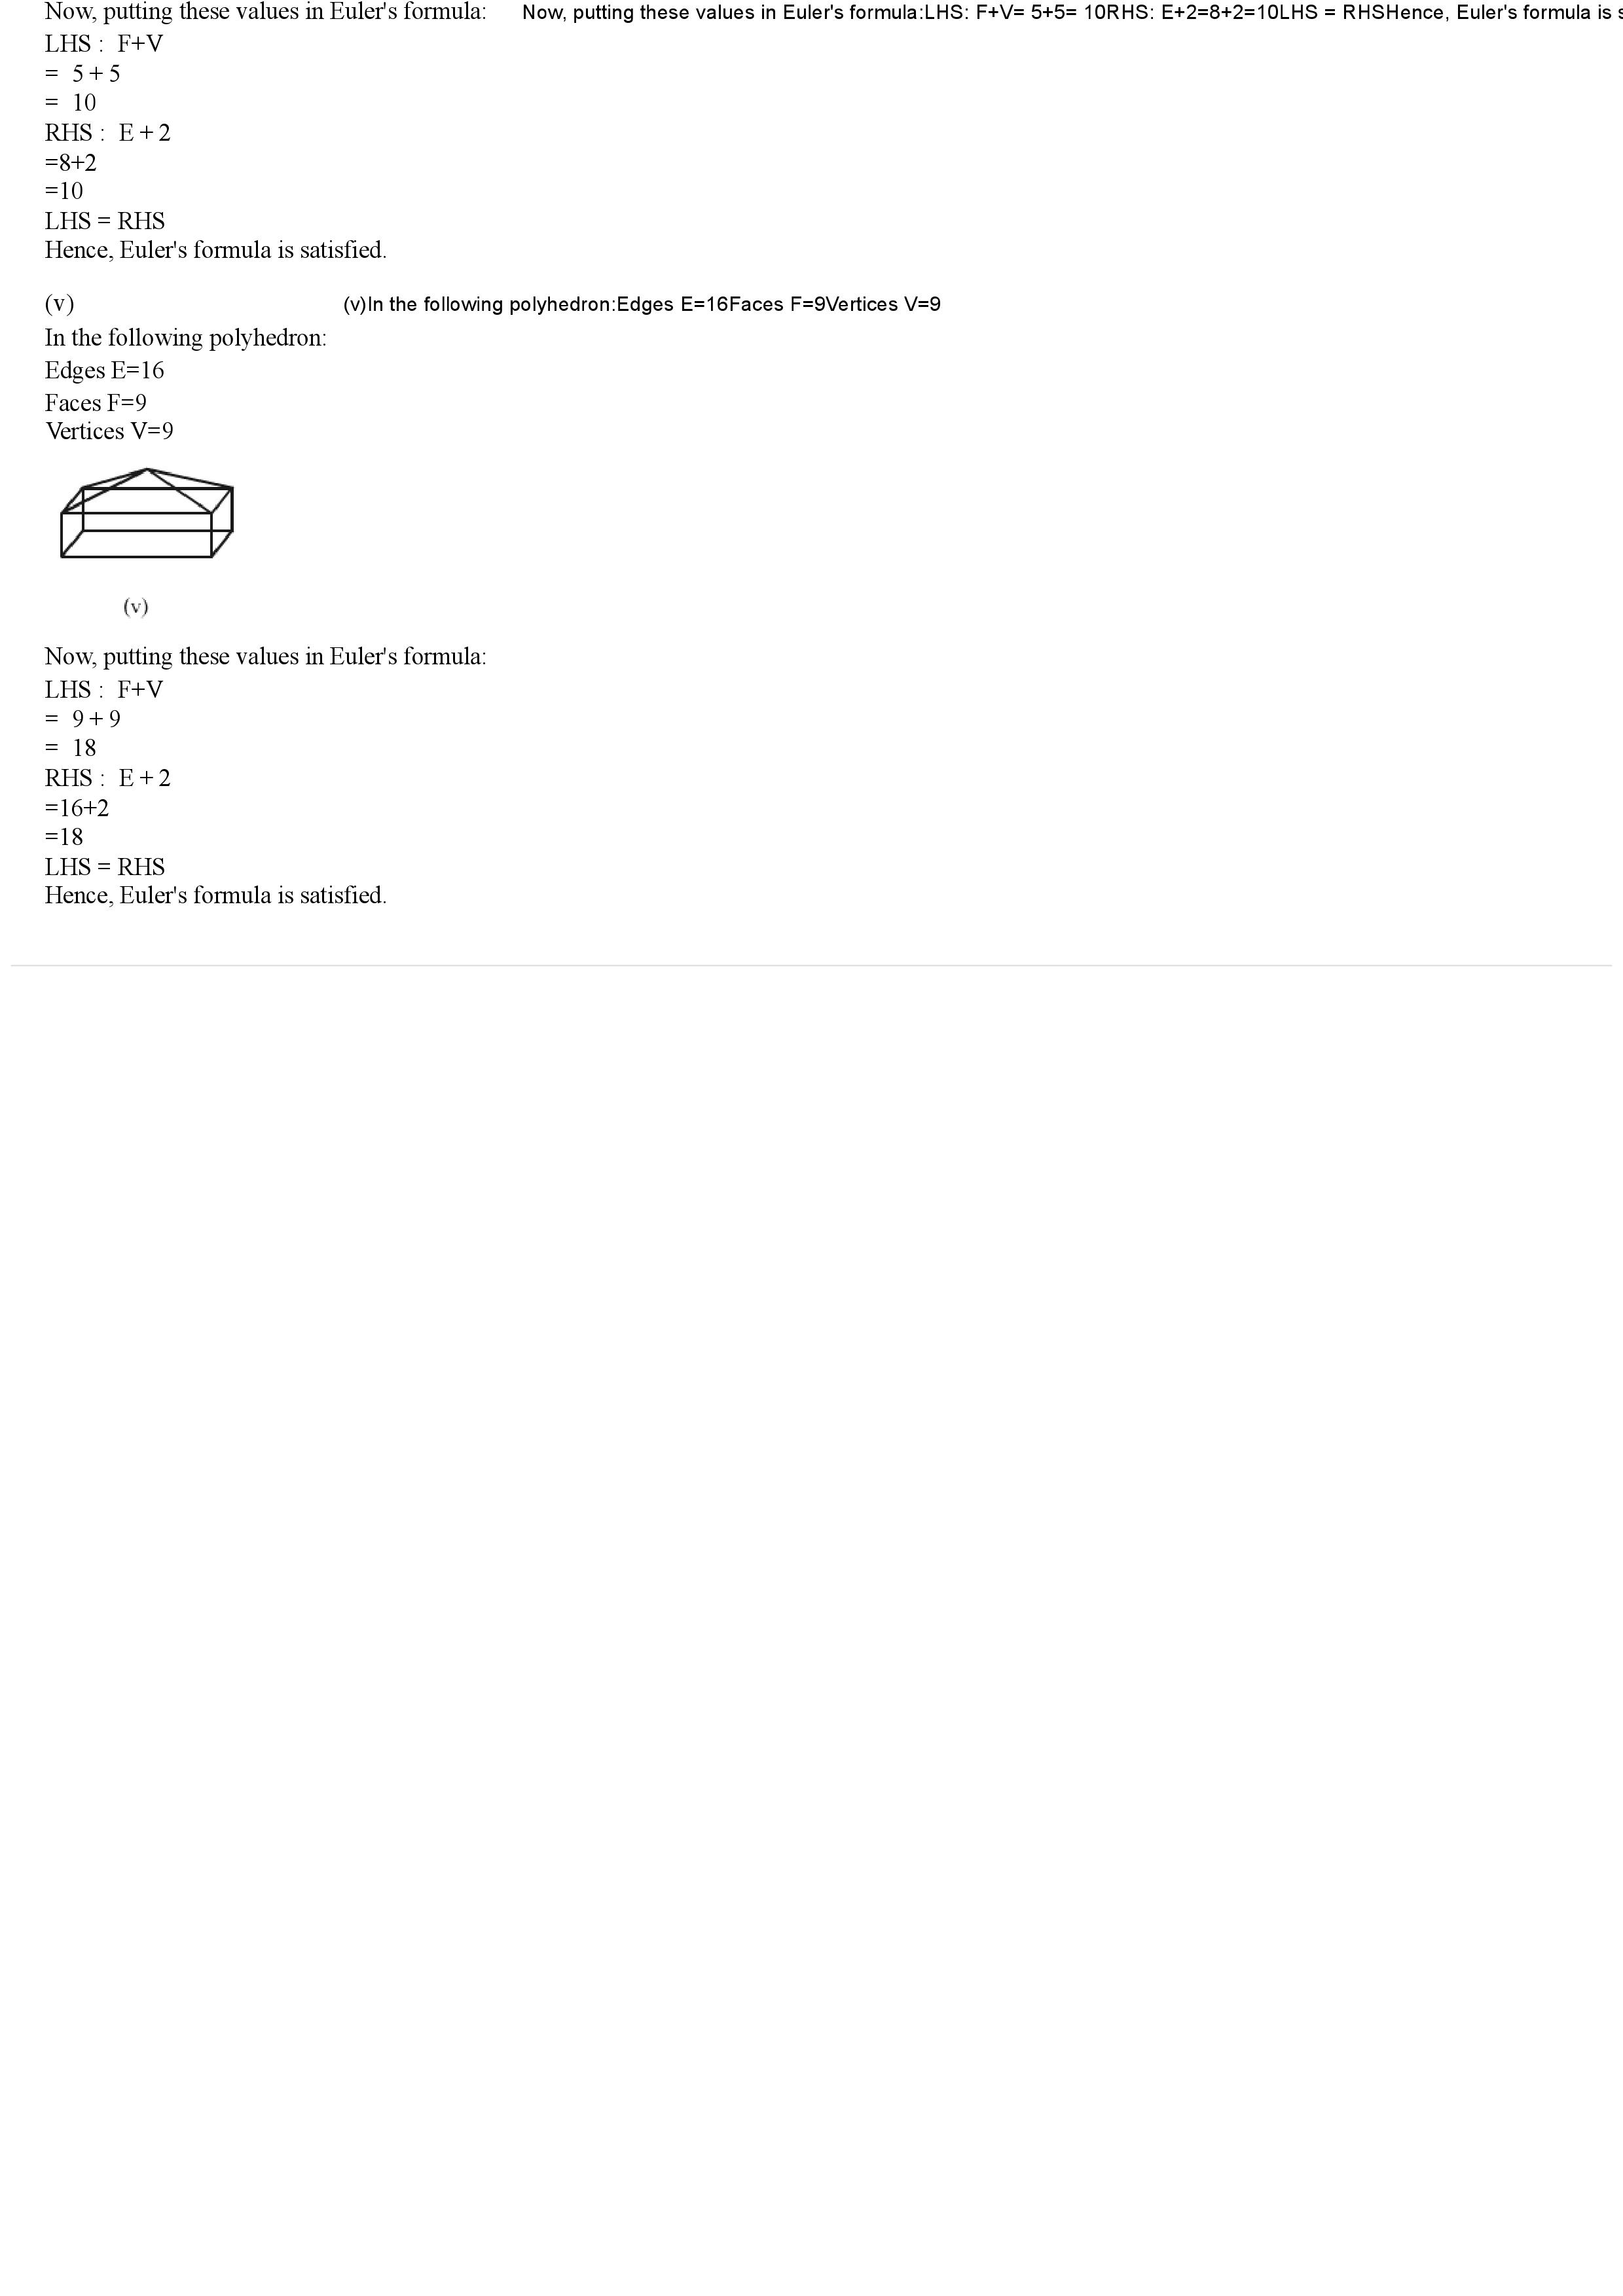 Now, putting these values in Euler's formula: Now, putting these values in Euler's formula:LHS: F+V= 5+5= 10RHS: E+2=8+2=10LHS = RHSHence, Euler's formula is
LHS : F+V
= 5 + 5
= 10
RHS : E + 2
=8+2
=10
LHS = RHS
Hence, Euler's formula is satisfied.
(v) (v)In the following polyhedron:Edges E=16Faces F=9Vertices V=9
In the following polyhedron:
Edges E=16
Faces F=9
Vertices V=9
(v)
Now, putting these values in Euler's formula:
LHS : F+V
= 9 + 9
= 18
RHS : E + 2
=16+2
=18
LHS = RHS
Hence, Euler's formula is satisfied.